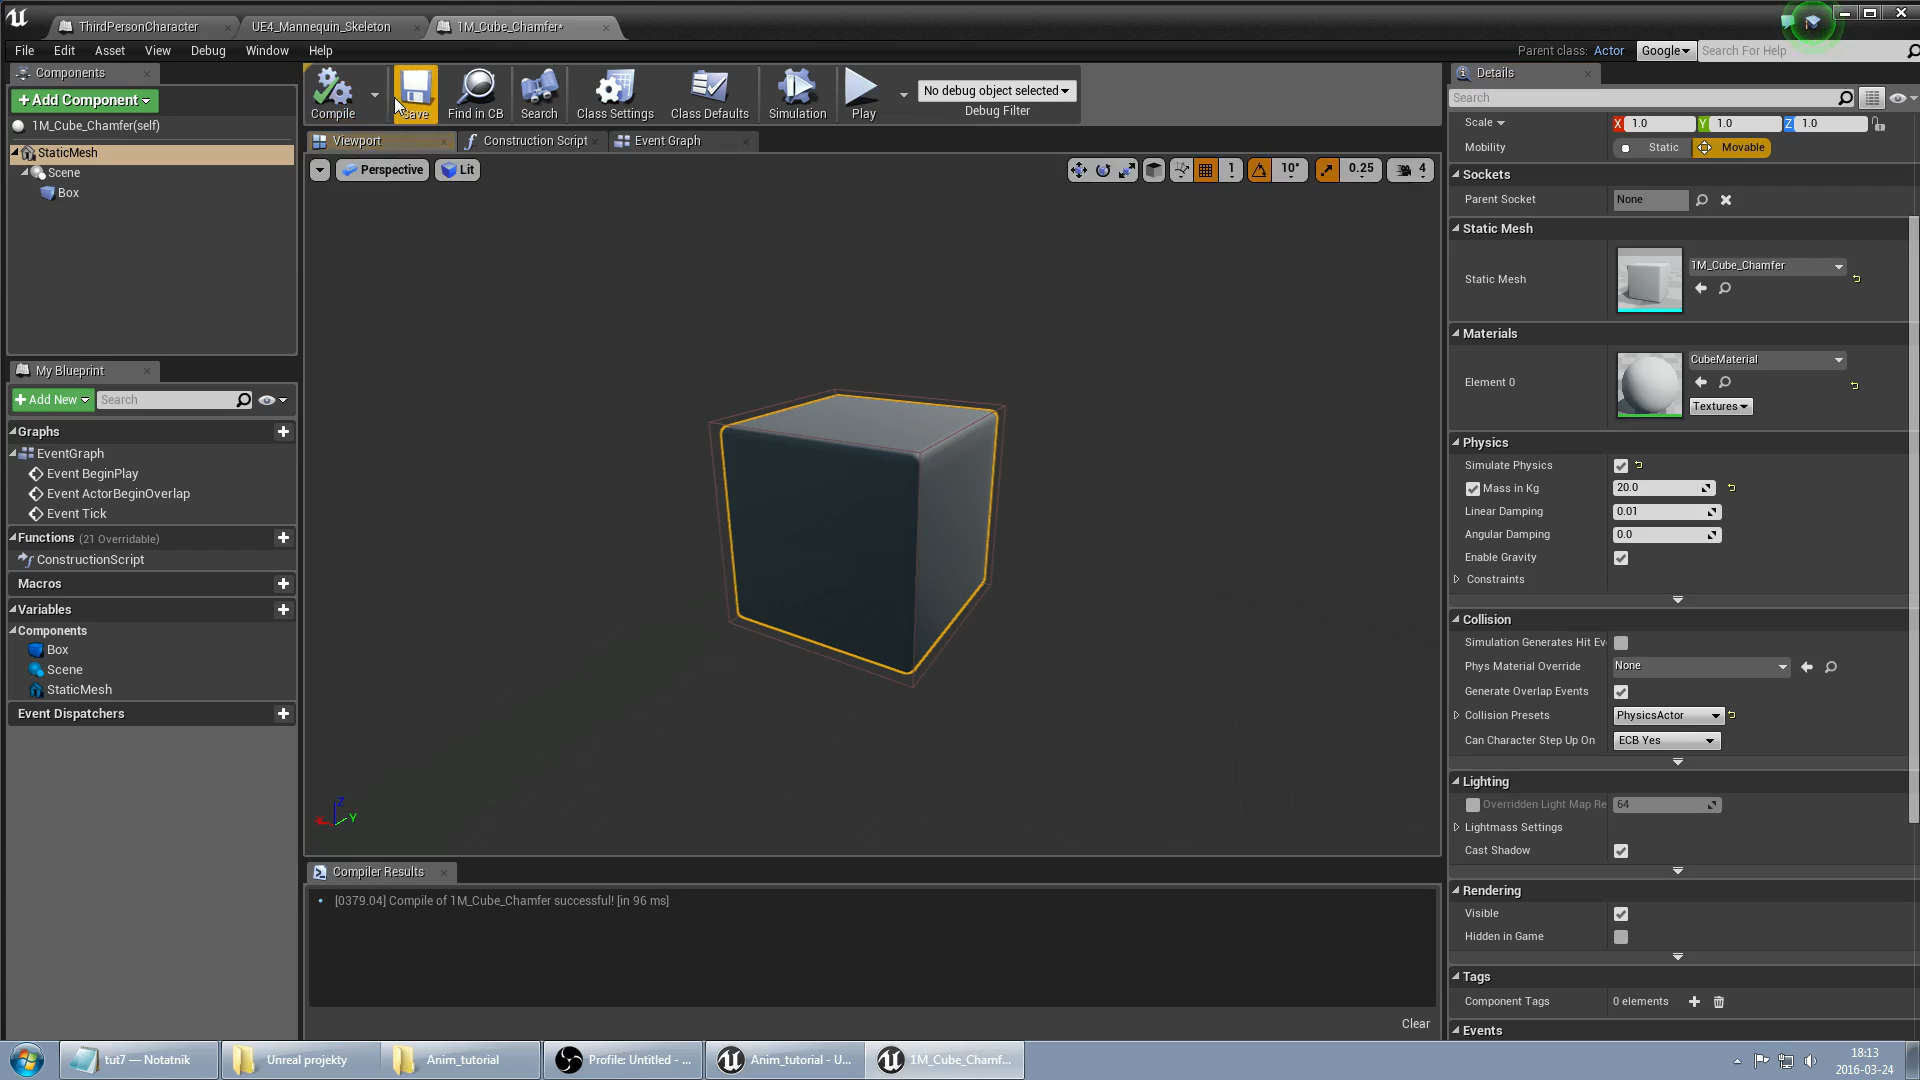 ThirdPersonCharacter
UE4_Mannequin_Skeleton
1M_Cube_Chamfer*
File Edit Asset View Debug Window Help
Parent class: Actor
Google
Search For Help
Components
+ Add Component
1M_Cube_Chamfer(self)
StaticMesh
Scene
Box
My Blueprint
+ Add New
Search
Graphs
EventGraph
Event BeginPlay
Event ActorBeginOverlap
Event Tick
Functions (21 Overridable)
ConstructionScript
Macros
Variables
Components
Box
Scene
StaticMesh
Event Dispatchers
Compile
Save
Find in CB
Search
Class Settings
Class Defaults
Simulation
Play
No debug object selected
Debug Filter
Viewport
Construction Script
Event Graph
Perspective
Lit
1
10°
0.25
4
Z
X
Y
Compiler Results
[0379.04] Compile of 1M_Cube_Chamfer successful! [in 96 ms]
Clear
Details
Search
Scale X 1.0 Y 1.0 Z 1.0
Mobility Static Movable
Sockets
Parent Socket None
Static Mesh
Static Mesh 1M_Cube_Chamfer
Materials
Element 0 CubeMaterial
Textures
Physics
Simulate Physics
Mass in Kg 20.0
Linear Damping 0.01
Angular Damping 0.0
Enable Gravity
Constraints
Collision
Simulation Generates Hit Ev
Phys Material Override None
Generate Overlap Events
Collision Presets PhysicsActor
Can Character Step Up On ECB Yes
Lighting
Overridden Light Map Re 64
Lightmass Settings
Cast Shadow
Rendering
Visible
Hidden in Game
Tags
Component Tags 0 elements
Events
tut7 — Notatnik
Unreal projekty
Anim_tutorial
Profile: Untitled - ...
Anim_tutorial - U...
1M_Cube_Chamf...
18:13
2016-03-24